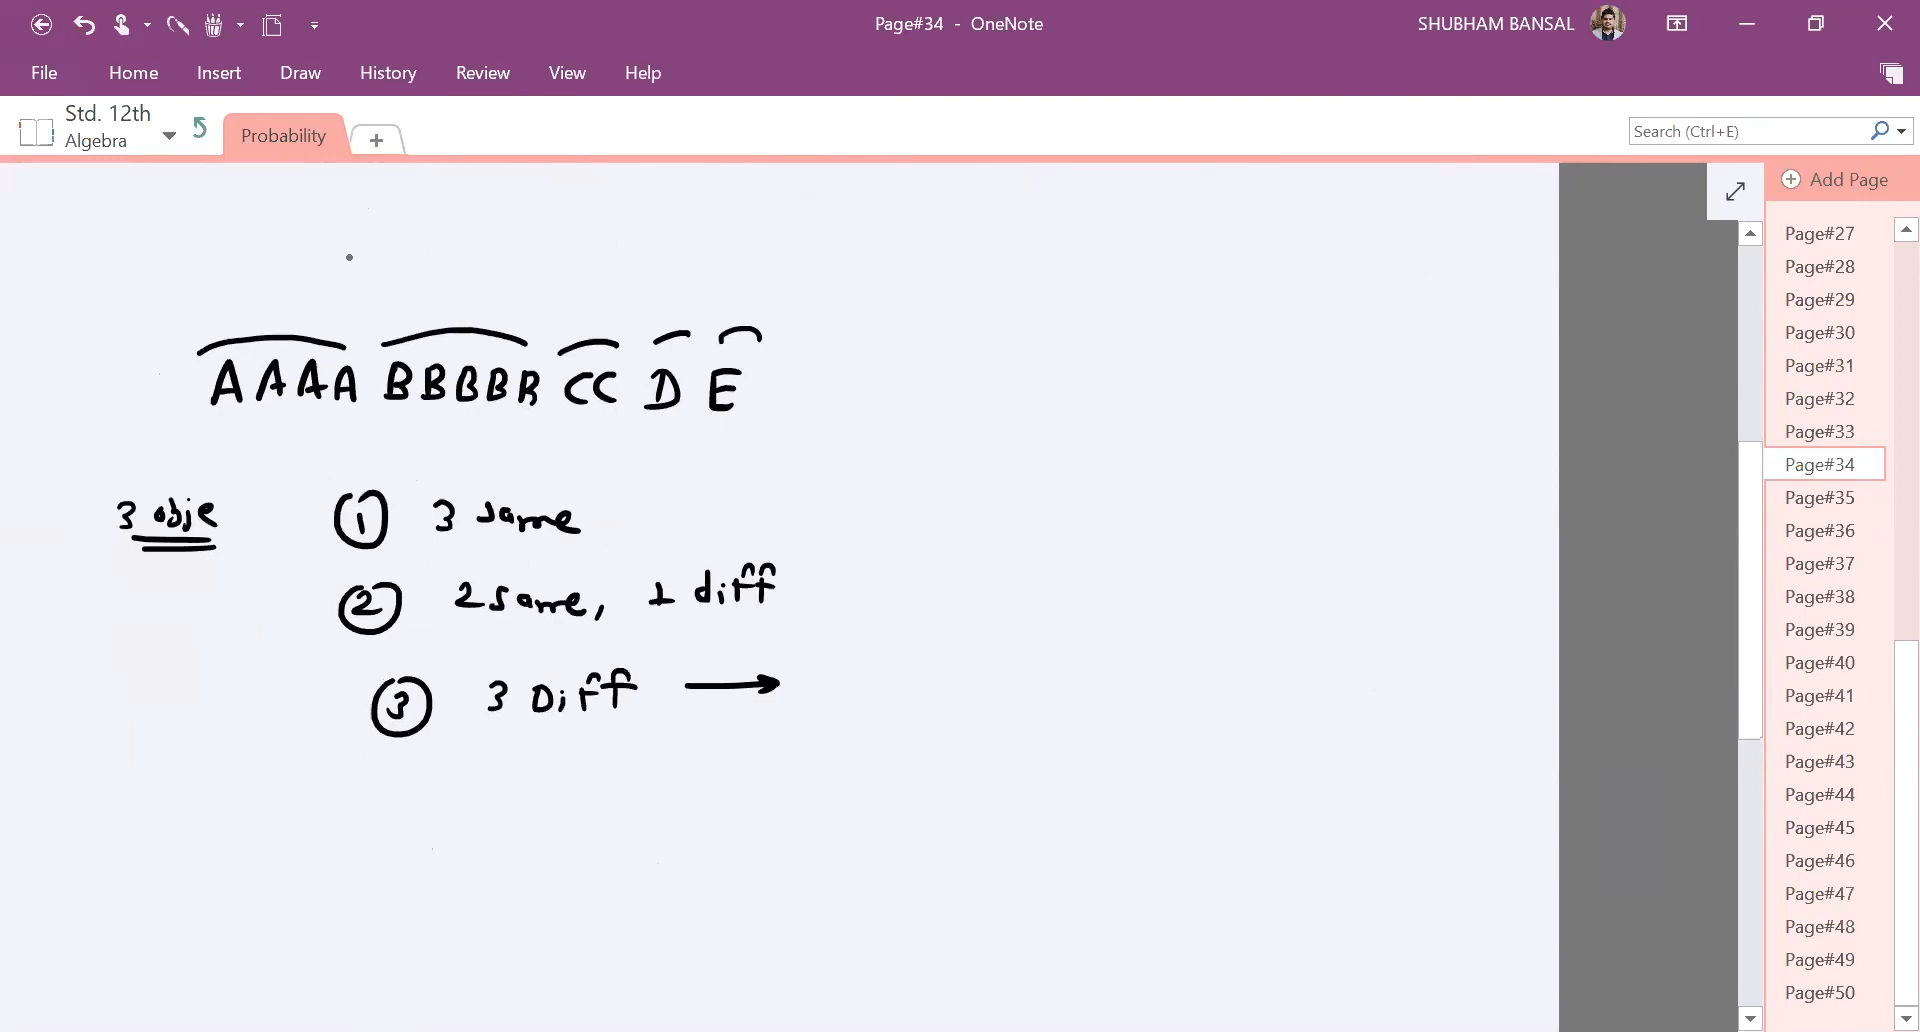 Page#34 - OneNote
SHUBHAM BANSAL
File Home Insert Draw History Review View Help
Std. 12th
Algebra
Probability
+
Search (Ctrl+E)
Add Page
AAAA BBBBB CC D E
3 obje
① 3 same
② 2 same, 1 diff
③ 3 Diff →
Page#27
Page#28
Page#29
Page#30
Page#31
Page#32
Page#33
Page#34
Page#35
Page#36
Page#37
Page#38
Page#39
Page#40
Page#41
Page#42
Page#43
Page#44
Page#45
Page#46
Page#47
Page#48
Page#49
Page#50